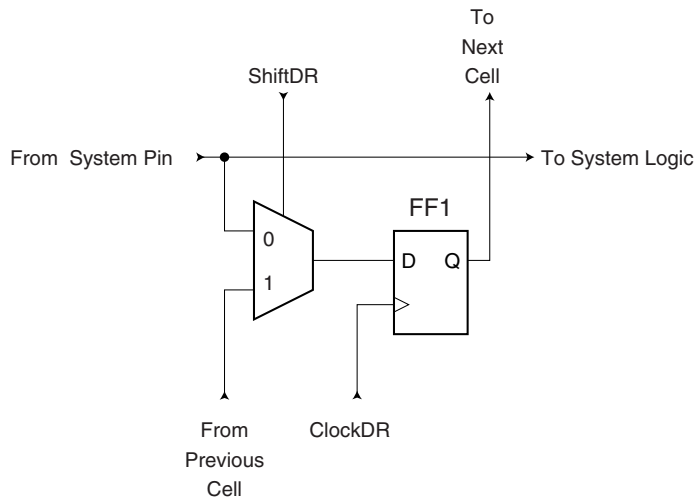 To
Next
Cell
ShiftDR
From System Pin
To System Logic
FF1
0
D Q
1
From
Previous
Cell
ClockDR